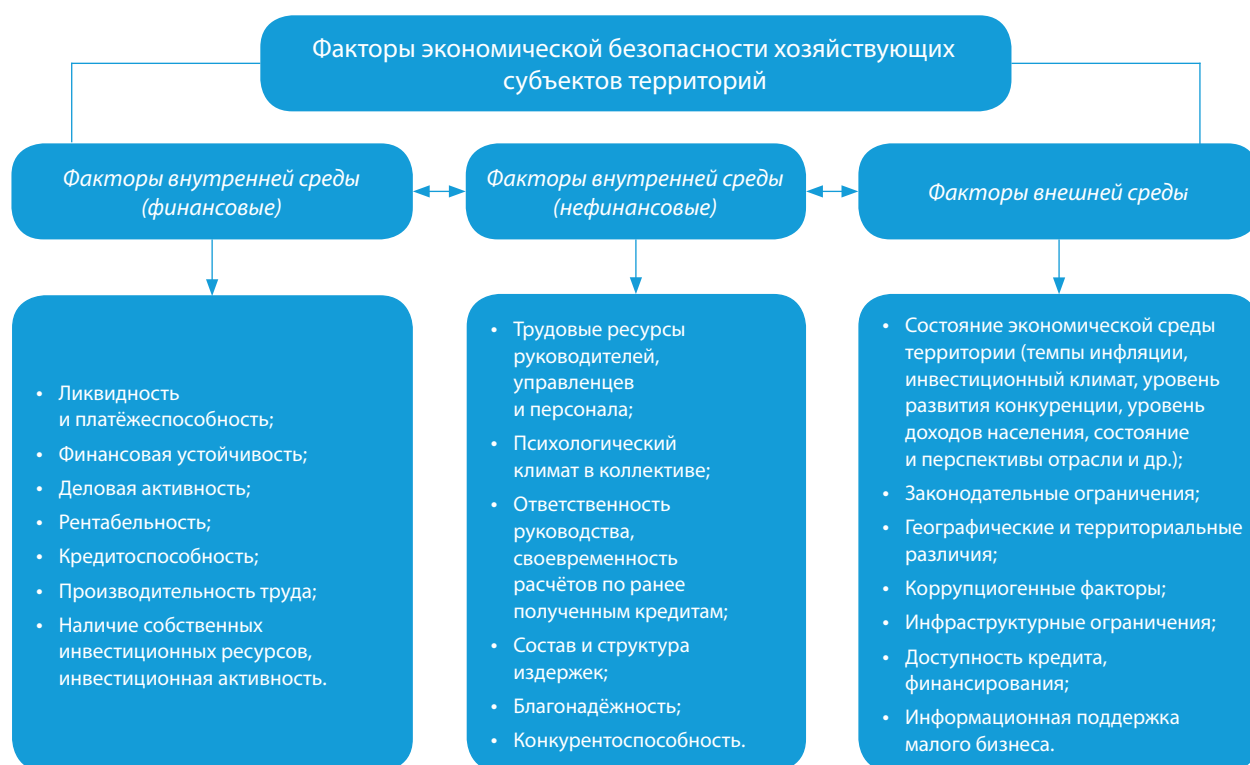 Факторы экономической безопасности хозяйствующих
субъектов территорий
Факторы внутренней среды
(финансовые)
Факторы внутренней среды
(нефинансовые)
Факторы внешней среды
• Ликвидность
и платёжеспособность;
• Финансовая устойчивость;
• Деловая активность;
• Рентабельность;
• Кредитоспособность;
• Производительность труда;
• Наличие собственных
инвестиционных ресурсов,
инвестиционная активность.
• Трудовые ресурсы
руководителей,
управленцев
и персонала;
• Психологический
климат в коллективе;
• Ответственность
руководства,
своевременность
расчётов по ранее
полученным кредитам;
• Состав и структура
издержек;
• Благонадёжность;
• Конкурентоспособность.
• Состояние экономической среды
территории (темпы инфляции,
инвестиционный климат, уровень
развития конкуренции, уровень
доходов населения, состояние
и перспективы отрасли и др.);
• Законодательные ограничения;
• Географические и территориальные
различия;
• Коррупциогенные факторы;
• Инфраструктурные ограничения;
• Доступность кредита,
финансирования;
• Информационная поддержка
малого бизнеса.